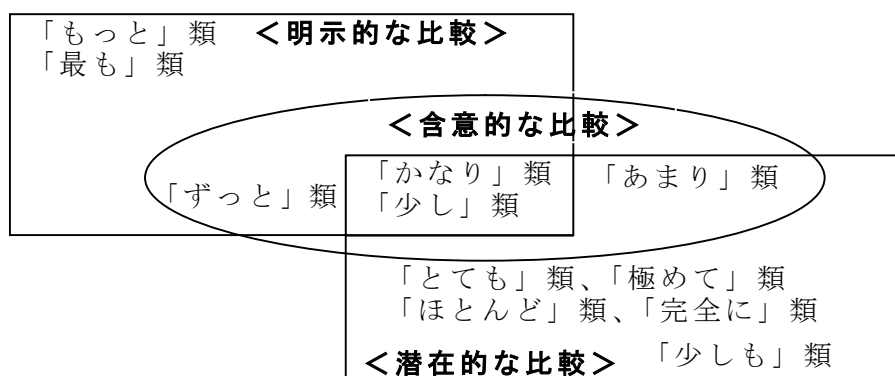 「もっと」類 ＜明示的な比較＞
「最も」類
＜含意的な比較＞
「かなり」類 「あまり」類
「ずっと」類 「少し」類
「とても」類、「極めて」類
「ほとんど」類、「完全に」類
＜潜在的な比較＞ 「少しも」類